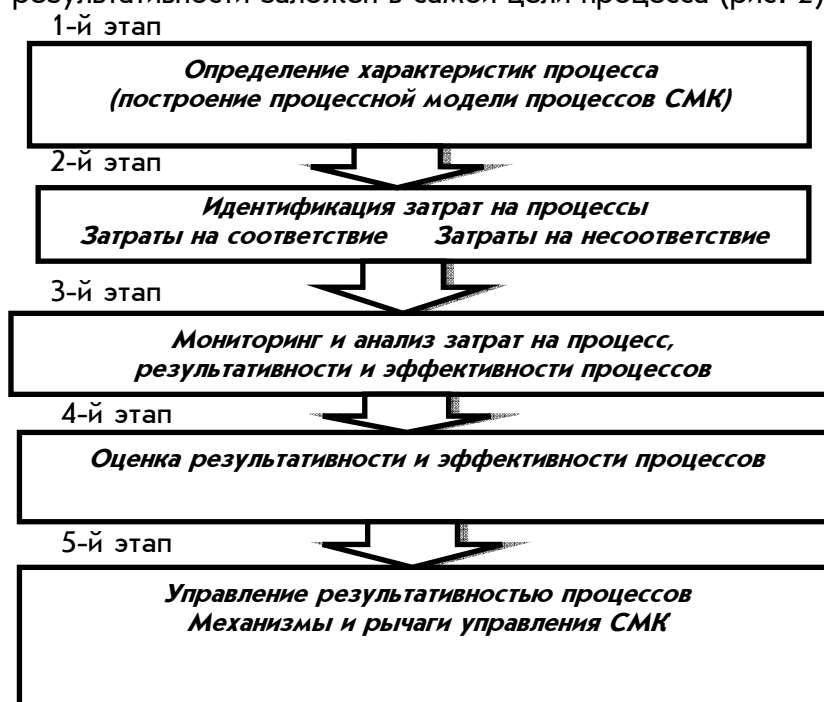 результативности заложен в самой цели процесса (рис. 2)
1-й этап
Определение характеристик процесса
(построение процессной модели процессов СМК)
2-й этап
Идентификация затрат на процессы
Затраты на соответствие Затраты на несоответствие
3-й этап
Мониторинг и анализ затрат на процесс,
результативности и эффективности процессов
4-й этап
Оценка результативности и эффективности процессов
5-й этап
Управление результативностью процессов
Механизмы и рычаги управления СМК